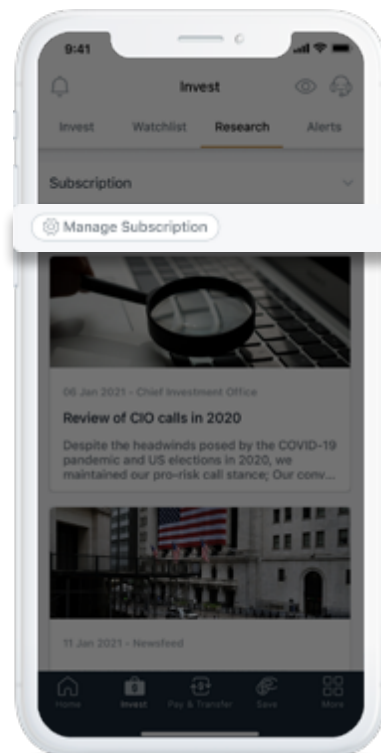 9:41
Invest
Invest Watchlist Research Alerts
Subscription
Manage Subscription
06 Jan 2021 - Chief Investment Office
Review of CIO calls in 2020
Despite the headwinds posed by the COVID-19
pandemic and US elections in 2020, we
maintained our pro-risk call stance; Our conv...
11 Jan 2021 - Newsfeed
Home Invest Pay & Transfer Save More